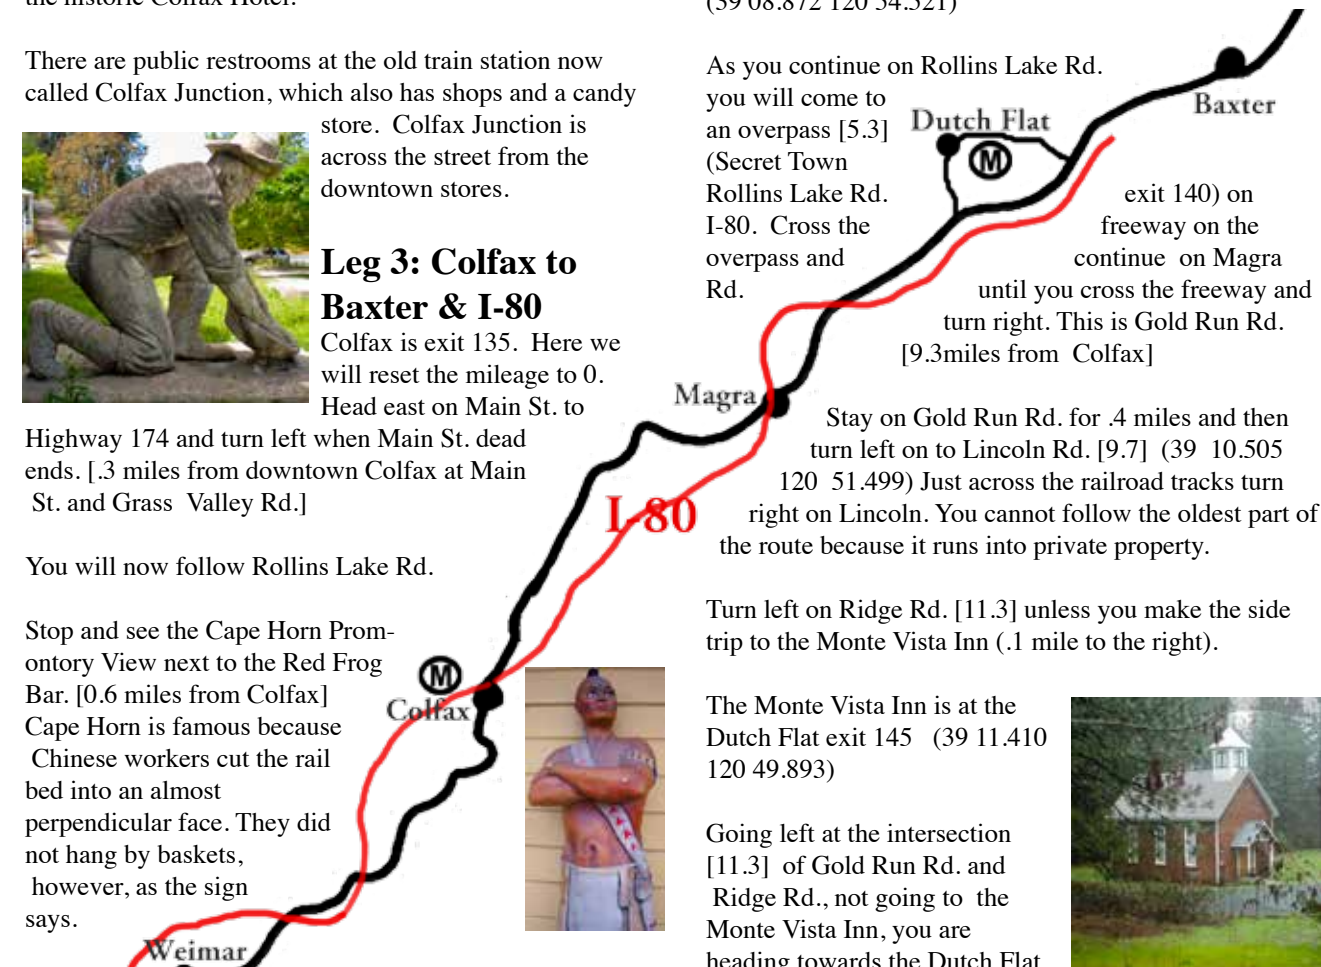 the historic Colfax Hotel.
There are public restrooms at the old train station now
called Colfax Junction, which also has shops and a candy
store.  Colfax Junction is
across the street from the
downtown stores.
Leg 3: Colfax to
Baxter & I-80
Colfax is exit 135.  Here we
will reset the mileage to 0.
Head east on Main St. to
Highway 174 and turn left when Main St. dead
ends. [.3 miles from downtown Colfax at Main
St. and Grass  Valley Rd.]
You will now follow Rollins Lake Rd.
Stop and see the Cape Horn Prom-
ontory View next to the Red Frog
Bar. [0.6 miles from Colfax]
Cape Horn is famous because
Chinese workers cut the rail
bed into an almost
perpendicular face. They did
not hang by baskets,
however, as the sign
says.
Weimar
M
Colfax
I-80
Magra
M
Dutch Flat
Baxter
(39 08.872 120 54.521)
As you continue on Rollins Lake Rd.
you will come to
an overpass [5.3]
(Secret Town
Rollins Lake Rd. exit 140) on
I-80.  Cross the freeway on the
overpass and continue  on Magra
Rd. until you cross the freeway and
turn right. This is Gold Run Rd.
[9.3miles from  Colfax]
Stay on Gold Run Rd. for .4 miles and then
turn left on to Lincoln Rd. [9.7]  (39  10.505
120  51.499) Just across the railroad tracks turn
right on Lincoln. You cannot follow the oldest part of
the route because it runs into private property.
Turn left on Ridge Rd. [11.3] unless you make the side
trip to the Monte Vista Inn (.1 mile to the right).
The Monte Vista Inn is at the
Dutch Flat exit 145   (39 11.410
120 49.893)
Going left at the intersection
[11.3]  of Gold Run Rd. and
Ridge Rd., not going to  the
Monte Vista Inn, you are
heading towards the Dutch Flat